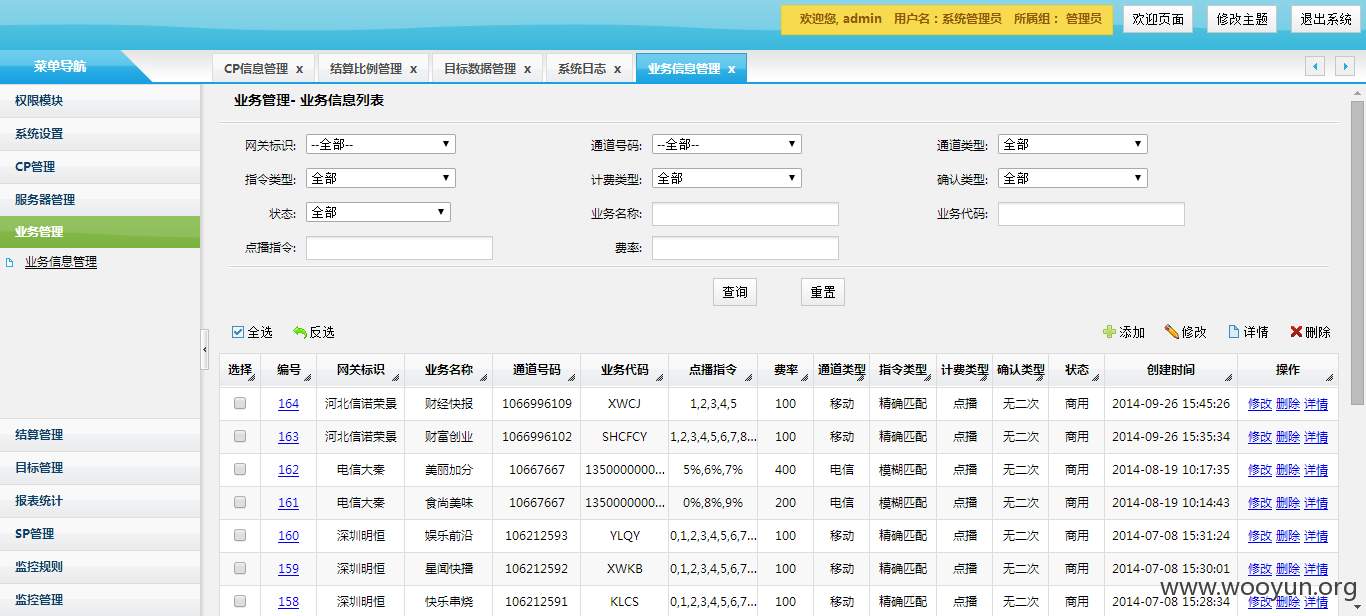 欢迎您, admin 用户名：系统管理员 所属组： 管理员 欢迎页面 修改主题 退出系统
菜单导航 CP信息管理 x 结算比例管理 x 目标数据管理 x 系统日志 x 业务信息管理 x
权限模块
系统设置
CP管理
服务器管理
业务管理
业务信息管理
结算管理
目标管理
报表统计
SP管理
监控规则
监控管理
业务管理- 业务信息列表
网关标识: --全部-- 通道号码: --全部-- 通道类型: 全部
指令类型: 全部 计费类型: 全部 确认类型: 全部
状态: 全部 业务名称: 业务代码:
点播指令: 费率:
查询 重置
全选 反选 添加 修改 详情 删除
选择 编号 网关标识 业务名称 通道号码 业务代码 点播指令 费率 通道类型 指令类型 计费类型 确认类型 状态 创建时间 操作
164 河北信诺荣景 财经快报 1066996109 XWCJ 1,2,3,4,5 100 移动 精确匹配 点播 无二次 商用 2014-09-26 15:45:26 修改 删除 详情
163 河北信诺荣景 财富创业 1066996102 SHCFCY 1,2,3,4,5,6,7,8... 100 移动 精确匹配 点播 无二次 商用 2014-09-26 15:35:34 修改 删除 详情
162 电信大秦 美丽加分 10667667 1350000000... 5%,6%,7% 400 电信 模糊匹配 点播 无二次 商用 2014-08-19 10:17:35 修改 删除 详情
161 电信大秦 食尚美味 10667667 1350000000... 0%,8%,9% 200 电信 模糊匹配 点播 无二次 商用 2014-08-19 10:14:43 修改 删除 详情
160 深圳明恒 娱乐前沿 106212593 YLQY 0,1,2,3,4,5,6,7... 100 移动 精确匹配 点播 无二次 商用 2014-07-08 15:31:24 修改 删除 详情
159 深圳明恒 星闻快播 106212592 XWKB 0,1,2,3,4,5,6,7... 100 移动 精确匹配 点播 无二次 商用 2014-07-08 15:30:01 修改 删除 详情
158 深圳明恒 快乐串烧 106212591 KLCS 0,1,2,3,4,5,6,7... 100 移动 精确匹配 点播 无二次 商用 2014-07-08 15:28:34 修改 删除 详情
www.wooyun.org